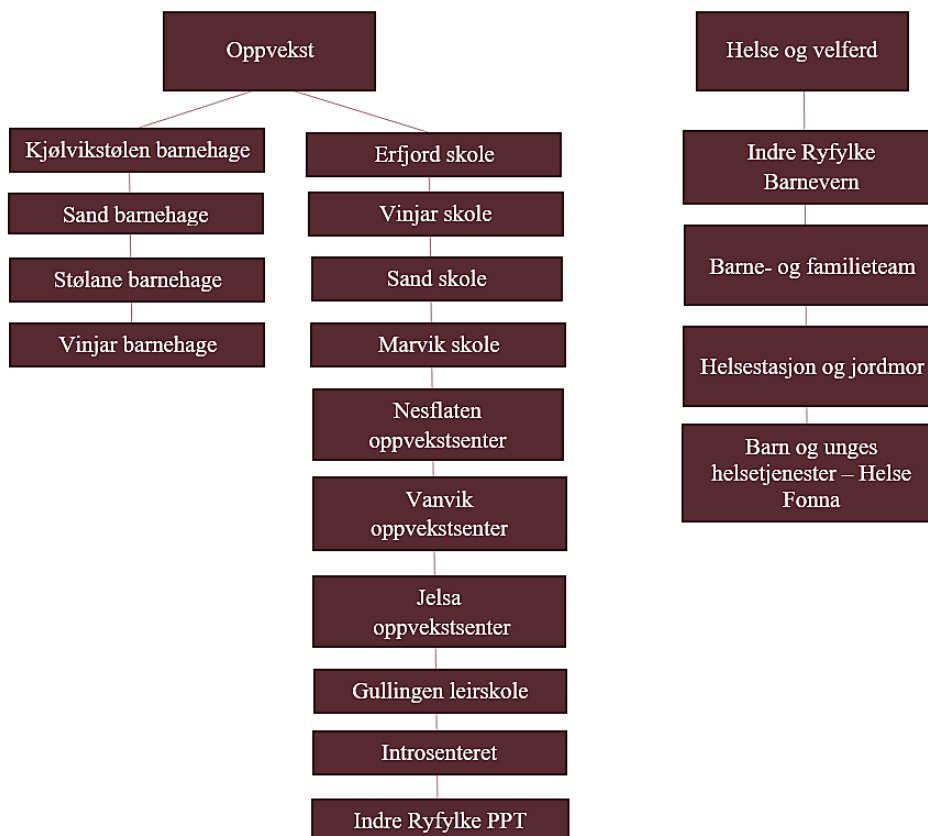 Oppvekst
Kjølvikstølen barnehage
Sand barnehage
Stølane barnehage
Vinjar barnehage
Erfjord skole
Vinjar skole
Sand skole
Marvik skole
Nesflaten
oppvekstsenter
Vanvik
oppvekstsenter
Jelsa
oppvekstsenter
Gullingen leirskole
Introsenteret
Indre Ryfylke PPT
Helse og velferd
Indre Ryfylke
Barnevern
Barne- og familieteam
Helsestasjon og jordmor
Barn og unges
helsetjenester – Helse
Fonna